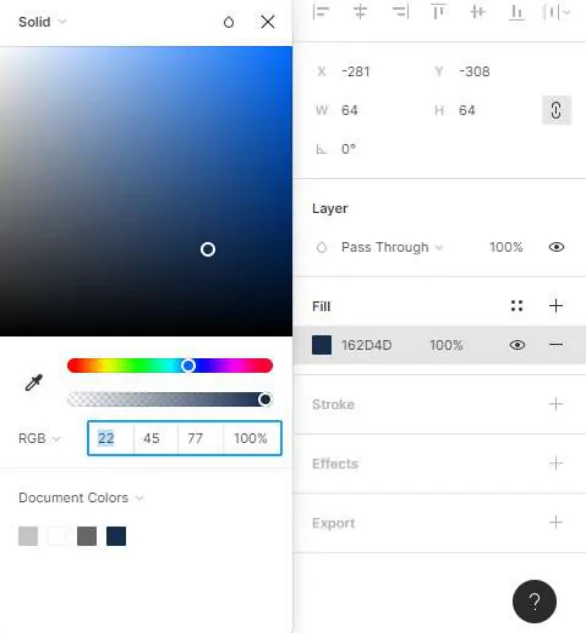 Solid
RGB 22 45 77 100%
Document Colors
X -281 Y -308
W 64 H 64
0°
Layer
Pass Through 100%
Fill
162D4D 100%
Stroke
Effects
Export
?